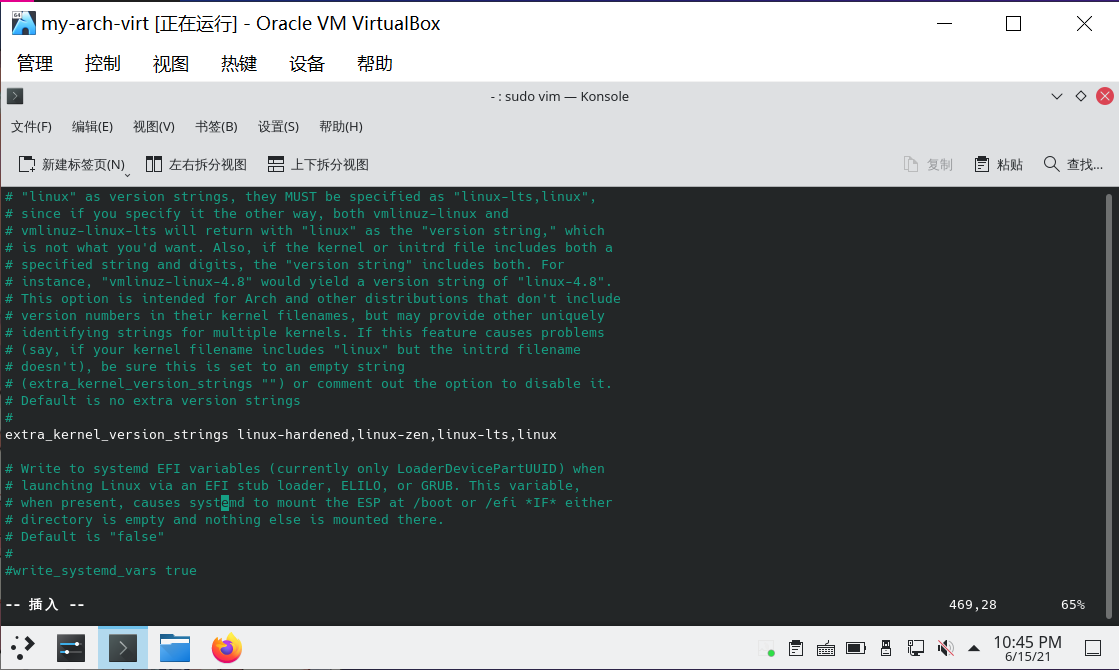 my-arch-virt [正在运行] - Oracle VM VirtualBox
管理 控制 视图 热键 设备 帮助
- : sudo vim — Konsole
文件(F) 编辑(E) 视图(V) 书签(B) 设置(S) 帮助(H)
新建标签页(N) 左右拆分视图 上下拆分视图 复制 粘贴 查找...
# "linux" as version strings, they MUST be specified as "linux-lts,linux",
# since if you specify it the other way, both vmlinuz-linux and
# vmlinuz-linux-lts will return with "linux" as the "version string," which
# is not what you'd want. Also, if the kernel or initrd file includes both a
# specified string and digits, the "version string" includes both. For
# instance, "vmlinuz-linux-4.8" would yield a version string of "linux-4.8".
# This option is intended for Arch and other distributions that don't include
# version numbers in their kernel filenames, but may provide other uniquely
# identifying strings for multiple kernels. If this feature causes problems
# (say, if your kernel filename includes "linux" but the initrd filename
# doesn't), be sure this is set to an empty string
# (extra_kernel_version_strings "") or comment out the option to disable it.
# Default is no extra version strings
#
extra_kernel_version_strings linux-hardened,linux-zen,linux-lts,linux
# Write to systemd EFI variables (currently only LoaderDevicePartUUID) when
# launching Linux via an EFI stub loader, ELILO, or GRUB. This variable,
# when present, causes systemd to mount the ESP at /boot or /efi *IF* either
# directory is empty and nothing else is mounted there.
# Default is "false"
#
#write_systemd_vars true
-- 插入 -- 469,28 65%
10:45 PM
6/15/21